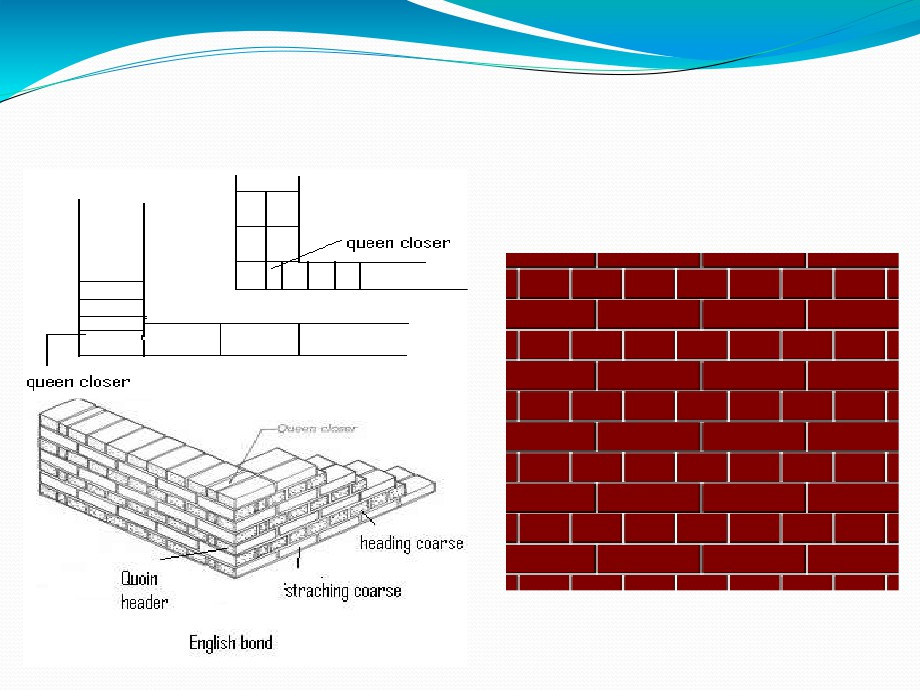 queen closer
queen closer
Queen closer
heading coarse
Quoin
header
straching coarse
English bond